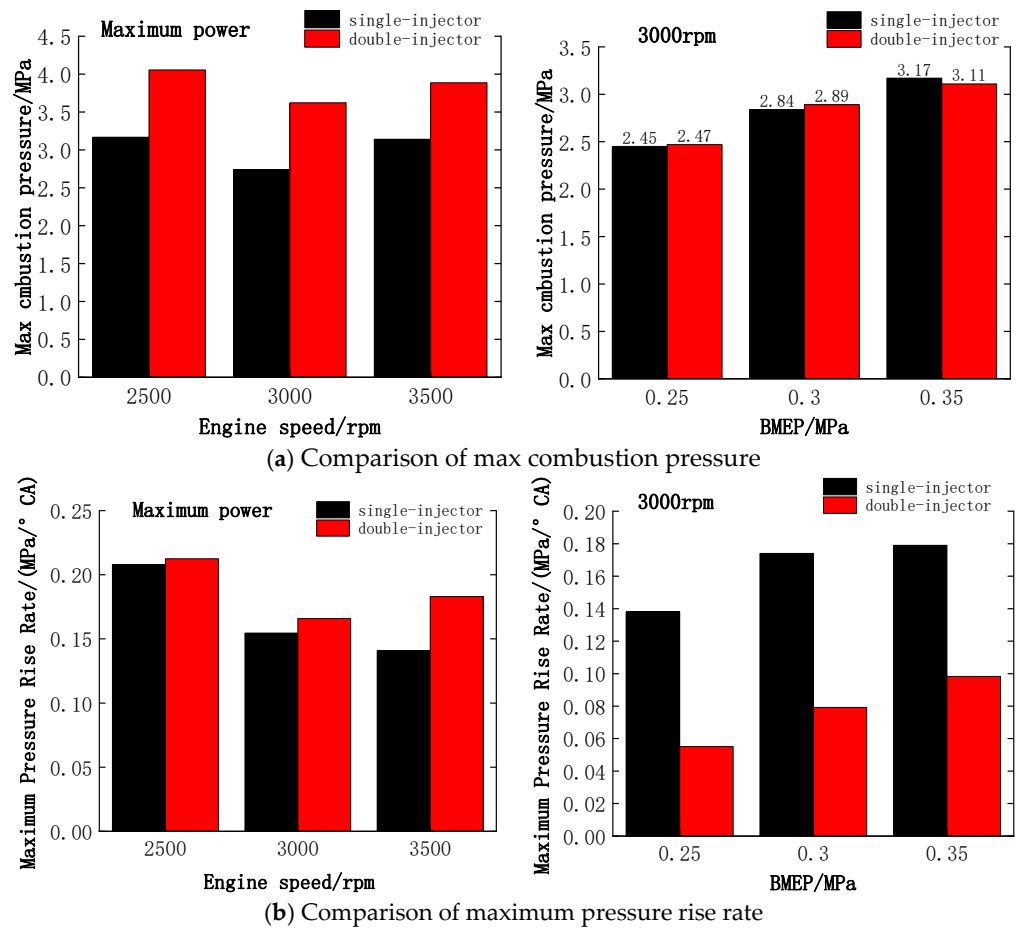 Maximum power
single-injector
double-injector
Max cmbustion pressure/MPa
4.5
4.0
3.5
3.0
2.5
2.0
1.5
1.0
0.5
0.0
2500 3000 3500
Engine speed/rpm
3000rpm
single-injector
double-injector
Max cmbustion pressure/MPa
3.5
3.0
2.5
2.0
1.5
1.0
0.5
0.0
2.45 2.47 2.84 2.89 3.17 3.11
0.25 0.3 0.35
BMEP/MPa
(a) Comparison of max combustion pressure
Maximum power
single-injector
double-injector
Maximum Pressure Rise Rate/(MPa/° CA)
0.25
0.20
0.15
0.10
0.05
0.00
2500 3000 3500
Engine speed/rpm
3000rpm
single-injector
double-injector
Maximum Pressure Rise Rate/(MPa/° CA)
0.20
0.18
0.16
0.14
0.12
0.10
0.08
0.06
0.04
0.02
0.00
0.25 0.3 0.35
BMEP/MPa
(b) Comparison of maximum pressure rise rate